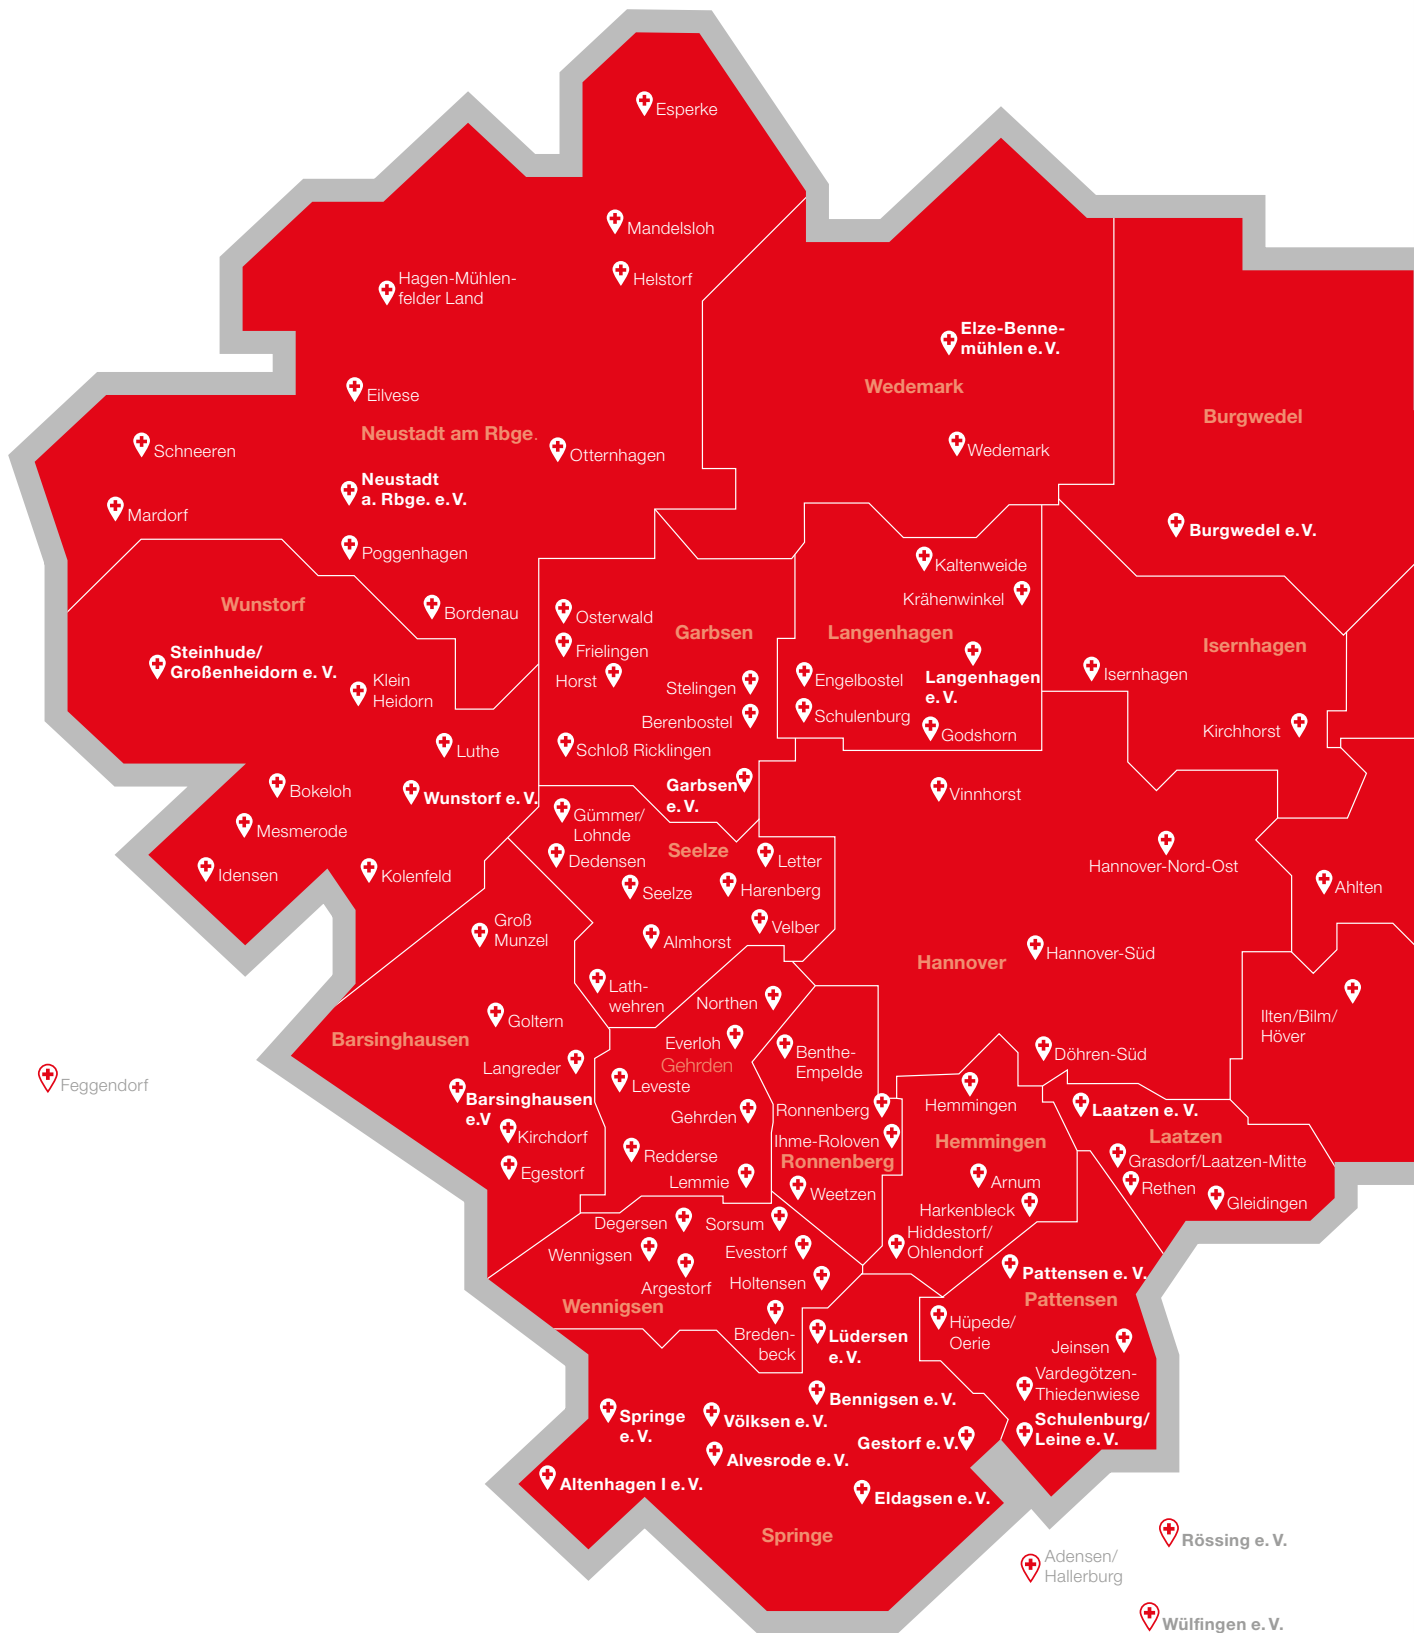 Esperke
Mandelsloh
Hagen-Mühlen-
felder Land
Helstorf
Elze-Benne-
mühlen e. V.
Wedemark
Eilvese
Burgwedel
Neustadt am Rbge.
Schneeren
Otternhagen
Wedemark
Neustadt
a. Rbge. e. V.
Mardorf
Burgwedel e. V.
Poggenhagen
Kaltenweide
Krähenwinkel
Wunstorf
Bordenau
Osterwald
Garbsen
Langenhagen
Isernhagen
Steinhude/
Großenheidorn e. V.
Frielingen
Klein
Heidorn
Horst
Stelingen
Engelbostel
Langenhagen
e. V.
Isernhagen
Berenbostel
Schulenburg
Godshorn
Kirchhorst
Luthe
Schloß Ricklingen
Bokeloh
Wunstorf e. V.
Garbsen
e. V.
Vinnhorst
Mesmerode
Gümmer/
Lohnde
Seelze
Dedensen
Letter
Hannover-Nord-Ost
Idensen
Kolenfeld
Seelze
Harenberg
Ahlten
Groß
Munzel
Almhorst
Velber
Hannover
Hannover-Süd
Lath-
wehren
Northen
Goltern
Ilten/Bilm/
Höver
Barsinghausen
Everloh
Gehrden
Benthe-
Empelde
Döhren-Süd
Langreder
Feggendorf
Leveste
Barsinghausen
e.V
Gehrden
Ronnenberg
Hemmingen
Laatzen e. V.
Kirchdorf
Ihme-Roloven
Hemmingen
Laatzen
Redderse
Ronnenberg
Grasdorf/Laatzen-Mitte
Egestorf
Lemmie
Weetzen
Arnum
Rethen
Gleidingen
Harkenbleck
Degersen
Sorsum
Hiddestorf/
Ohlendorf
Wennigsen
Evestorf
Argestorf
Holtensen
Pattensen e. V.
Pattensen
Wennigsen
Hüpede/
Oerie
Breden-
beck
Lüdersen
e. V.
Jeinsen
Vardegötzen-
Thiedenwiese
Bennigsen e. V.
Springe
e. V.
Völksen e. V.
Schulenburg/
Leine e. V.
Gestorf e. V.
Alvesrode e. V.
Altenhagen I e. V.
Eldagsen e. V.
Springe
Rössing e. V.
Adensen/
Hallerburg
Wülfingen e. V.